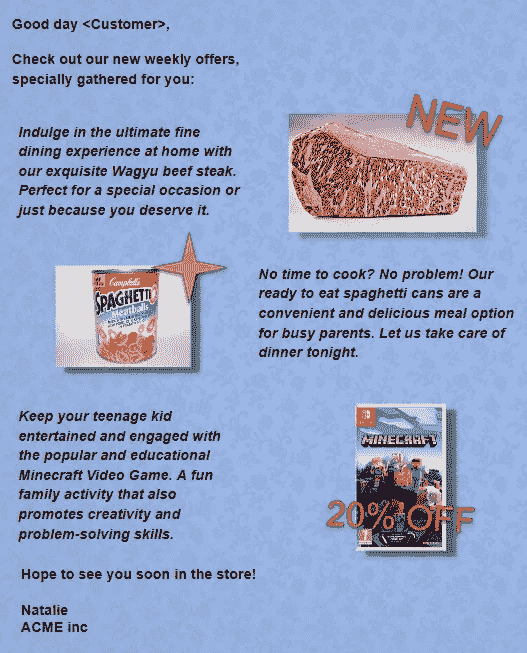 Good day <Customer>,
Check out our new weekly offers,
specially gathered for you:
Indulge in the ultimate fine
dining experience at home with
our exquisite Wagyu beef steak.
Perfect for a special occasion or
just because you deserve it.
NEW
Campbell's
SPAGHETTI
Meatballs
No time to cook? No problem! Our
ready to eat spaghetti cans are a
convenient and delicious meal option
for busy parents. Let us take care of
dinner tonight.
Keep your teenage kid
entertained and engaged with
the popular and educational
Minecraft Video Game. A fun
family activity that also
promotes creativity and
problem-solving skills.
MINECRAFT
20% OFF
Hope to see you soon in the store!
Natalie
ACME inc